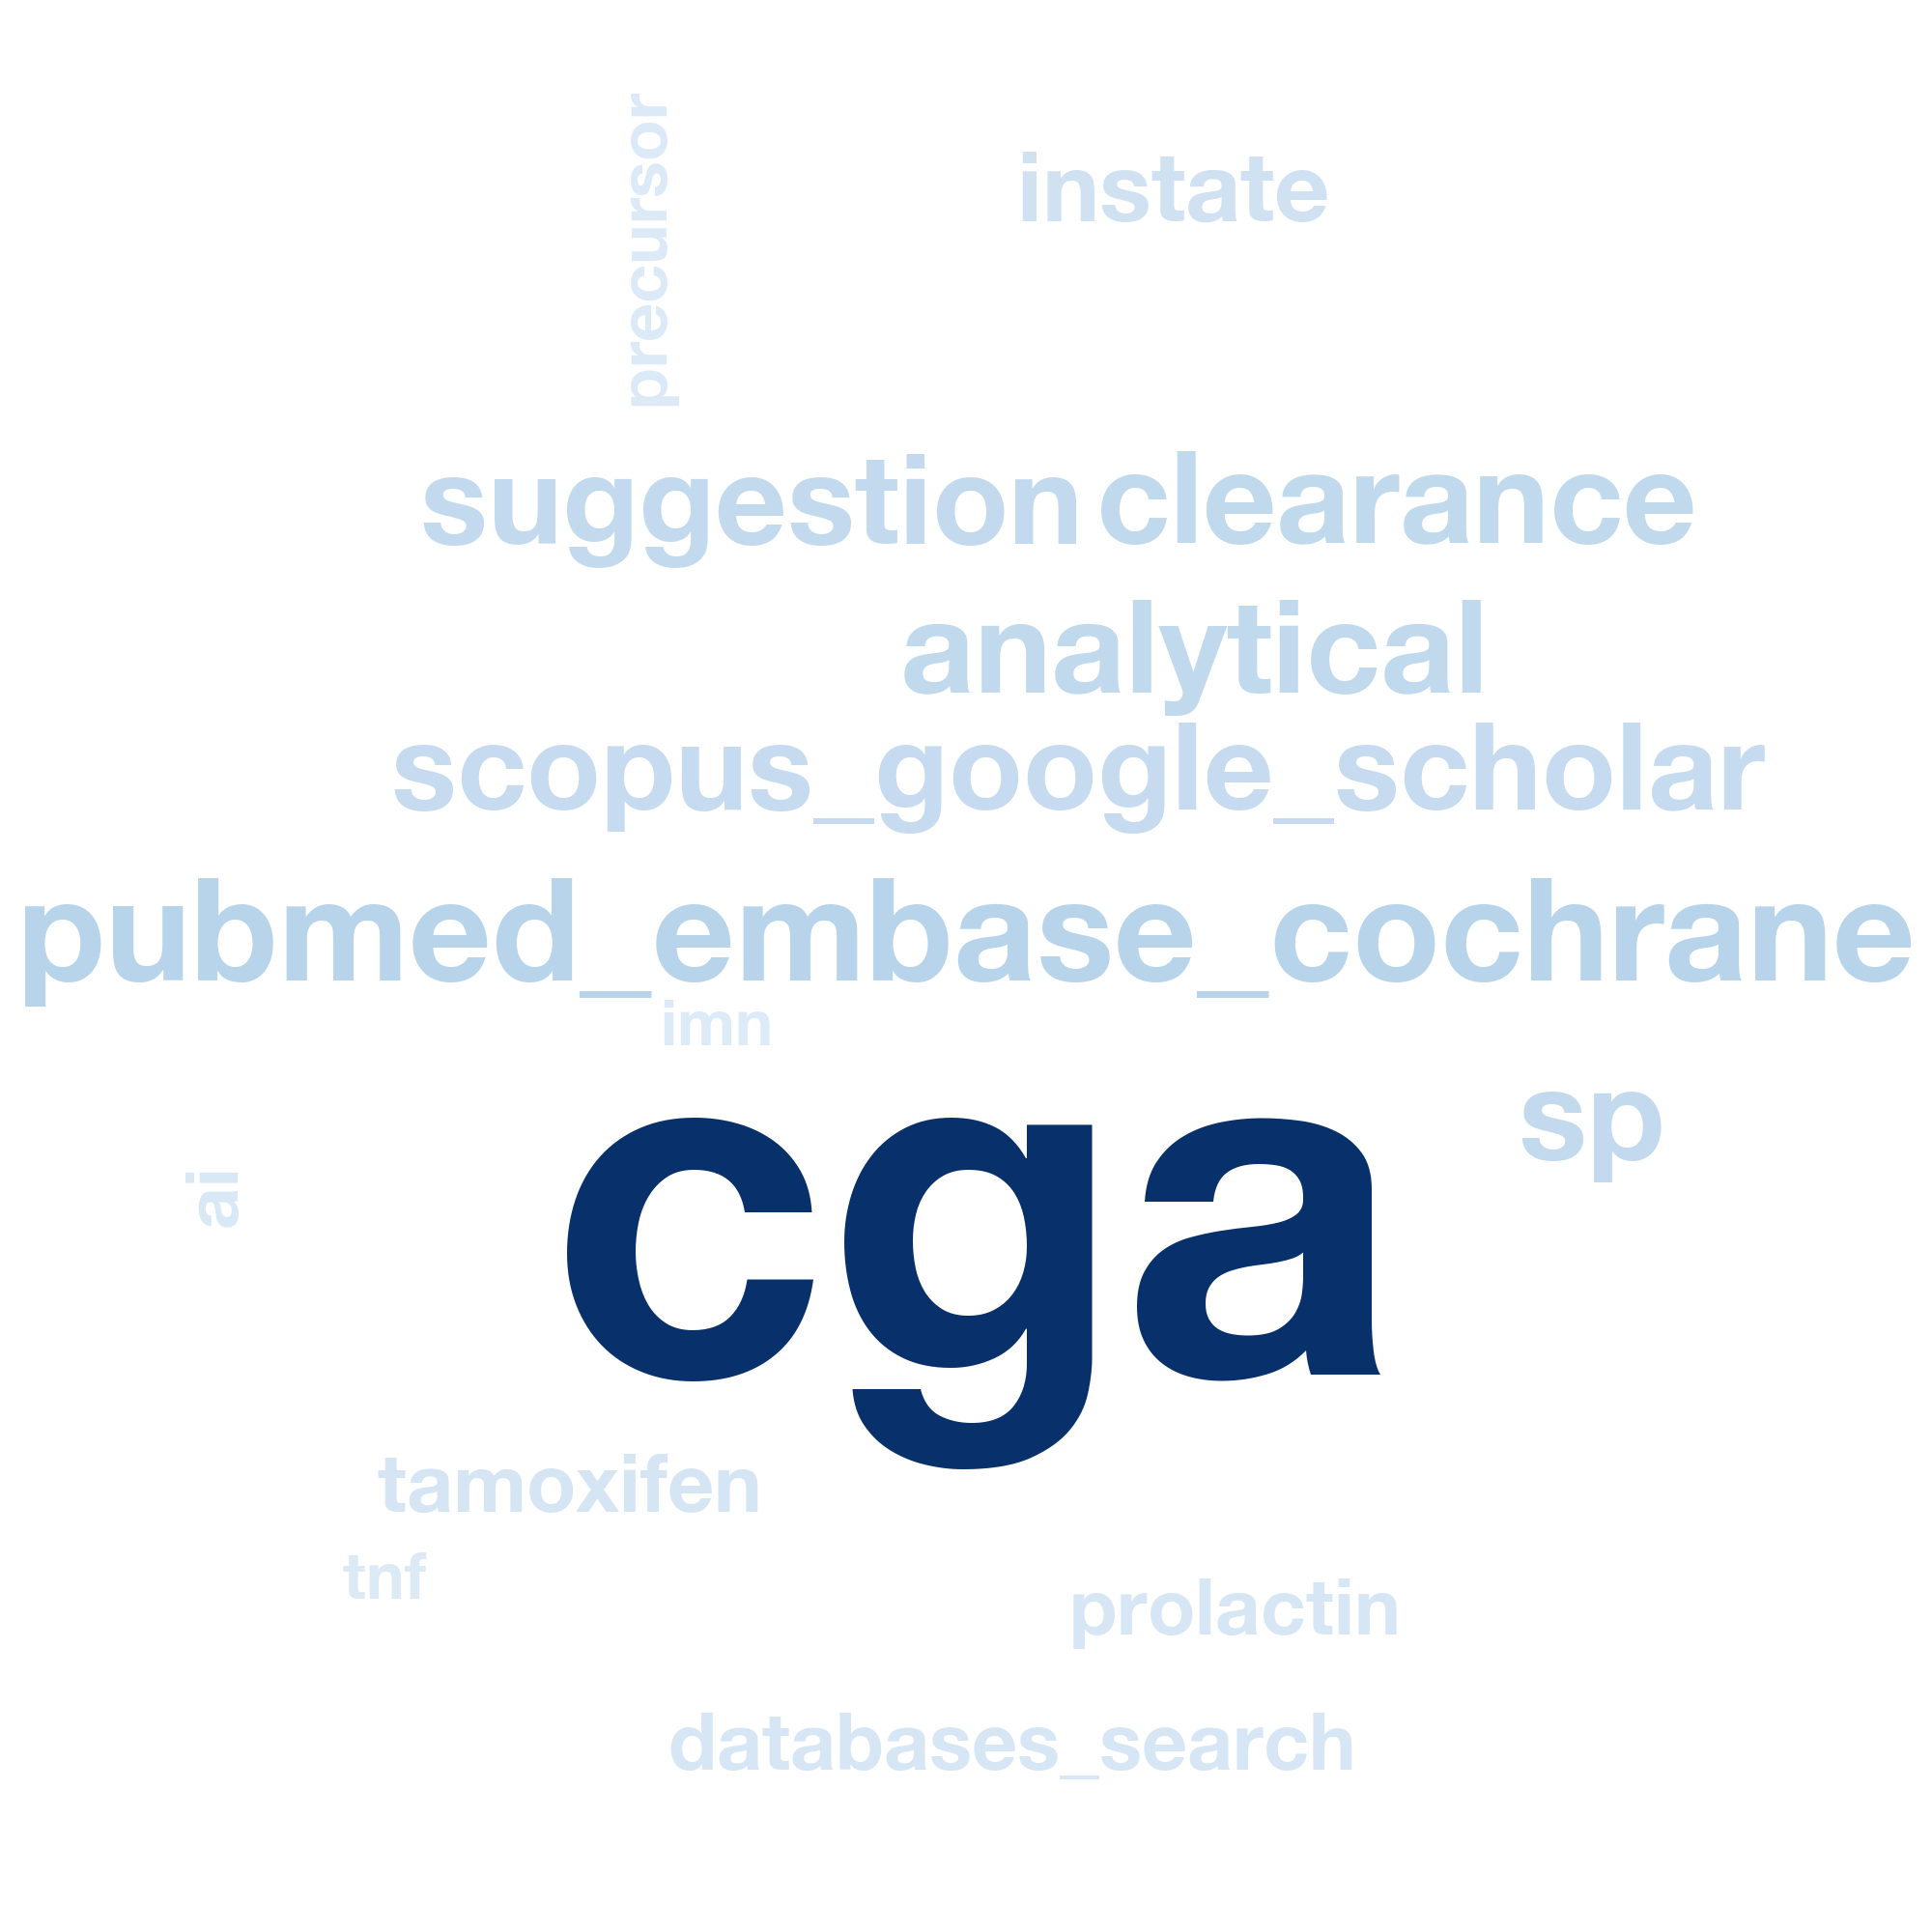 precursor
instate
suggestion clearance
analytical
scopus_google_scholar
pubmed_embase_cochrane
imn
sp
cga
ai
tamoxifen
tnf
prolactin
databases_search